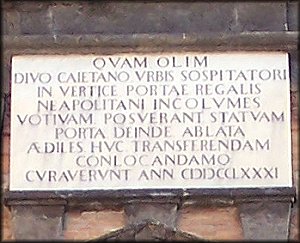 QVAM OLIM
DIVO CAIETANO VRBIS SOSPITATORI
IN VERTICE PORTAE REGALIS
NEAPOLITANI INCOLVMES
VOTIVAM POSVERANT STATVAM
PORTA DEINDE ABLATA
ÆDILES HVC TRANSFERENDAM
CONLOCANDAMQ
CVRAVERVNT ANN CIƆIƆCCLXXXI